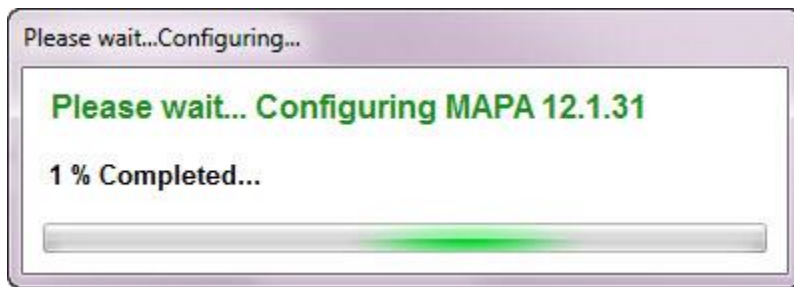 Please wait...Configuring...
Please wait... Configuring MAPA 12.1.31
1 % Completed...